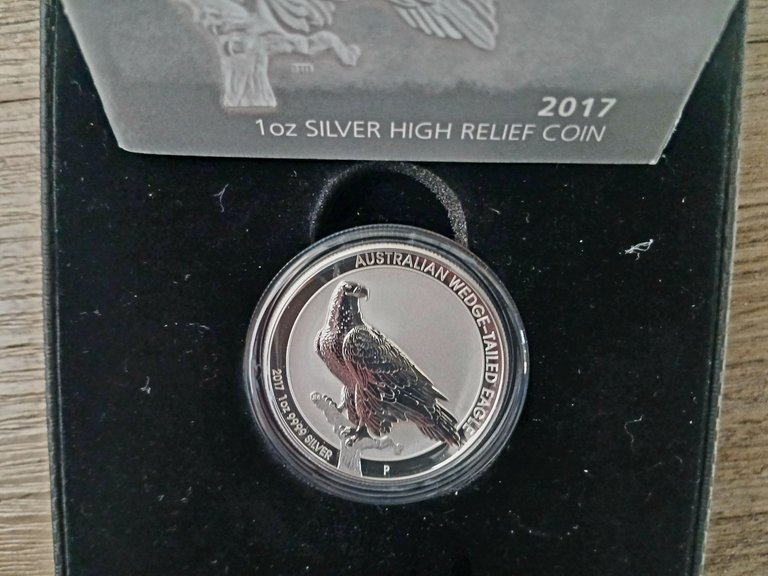 2017
1oz SILVER HIGH RELIEF COIN
AUSTRALIAN WEDGE-TAILED EAGLE
2017 1oz 9999 SILVER
P